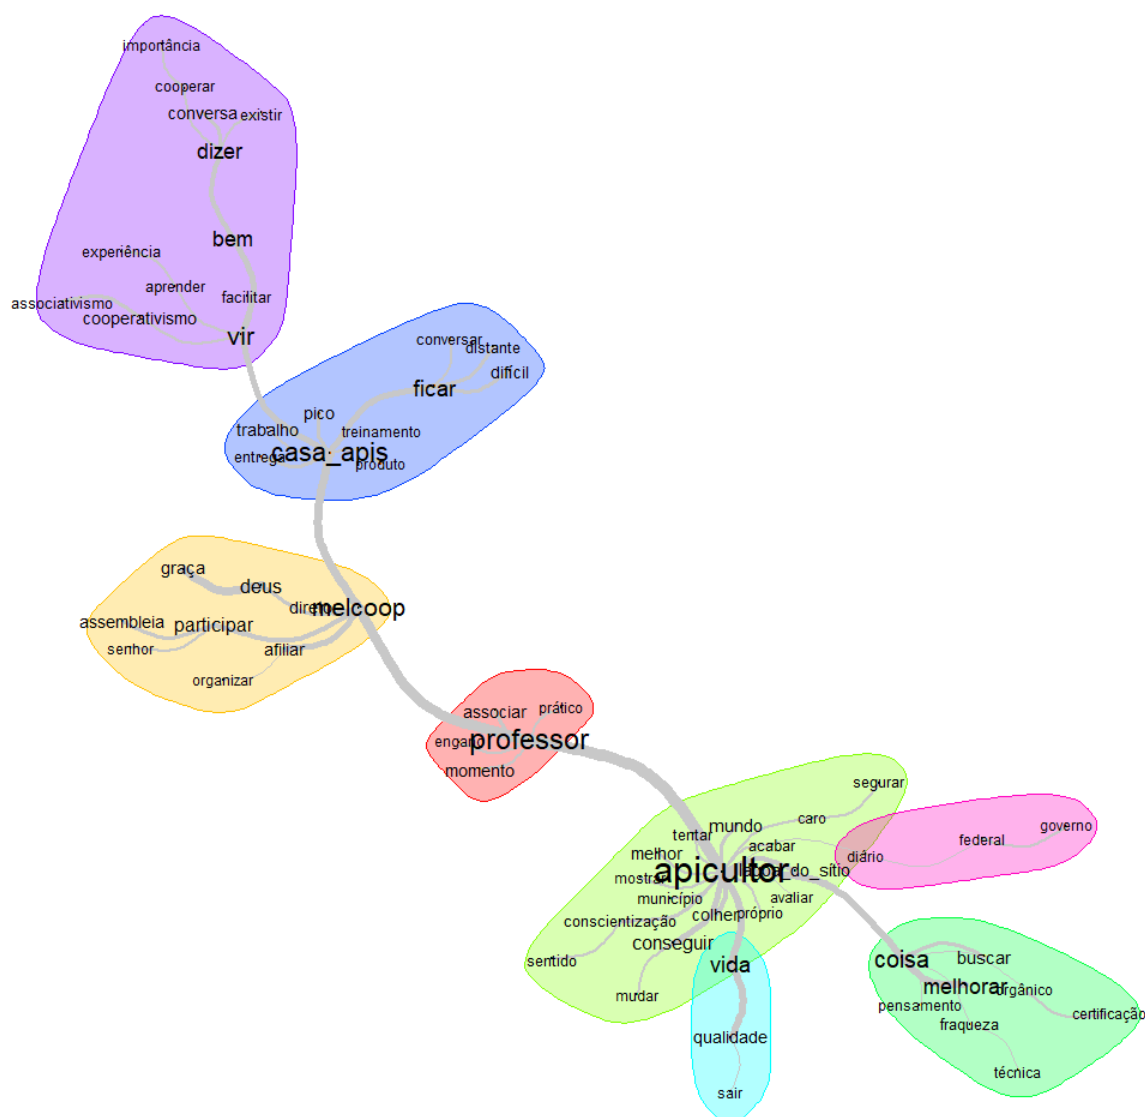 importância
cooperar
conversa
existir
dizer
bem
experiência
aprender
facilitar
associativismo
cooperativismo
vir
conversar
distante
difícil
ficar
pico
trabalho
treinamento
casa_apis
entrega
produto
graça
deus
direto
melcoop
assembleia
participar
senhor
afiliar
organizar
associar
prático
engano
professor
momento
segurar
caro
mundo
tentar
acabar
melhor
apicultor
lagoa_do_sítio
mostrar
município
avaliar
colher
próprio
conscientização
conseguir
sentido
mudar
diário
federal
governo
vida
qualidade
sair
coisa
buscar
melhorar
orgânico
pensamento
fraqueza
certificação
técnica